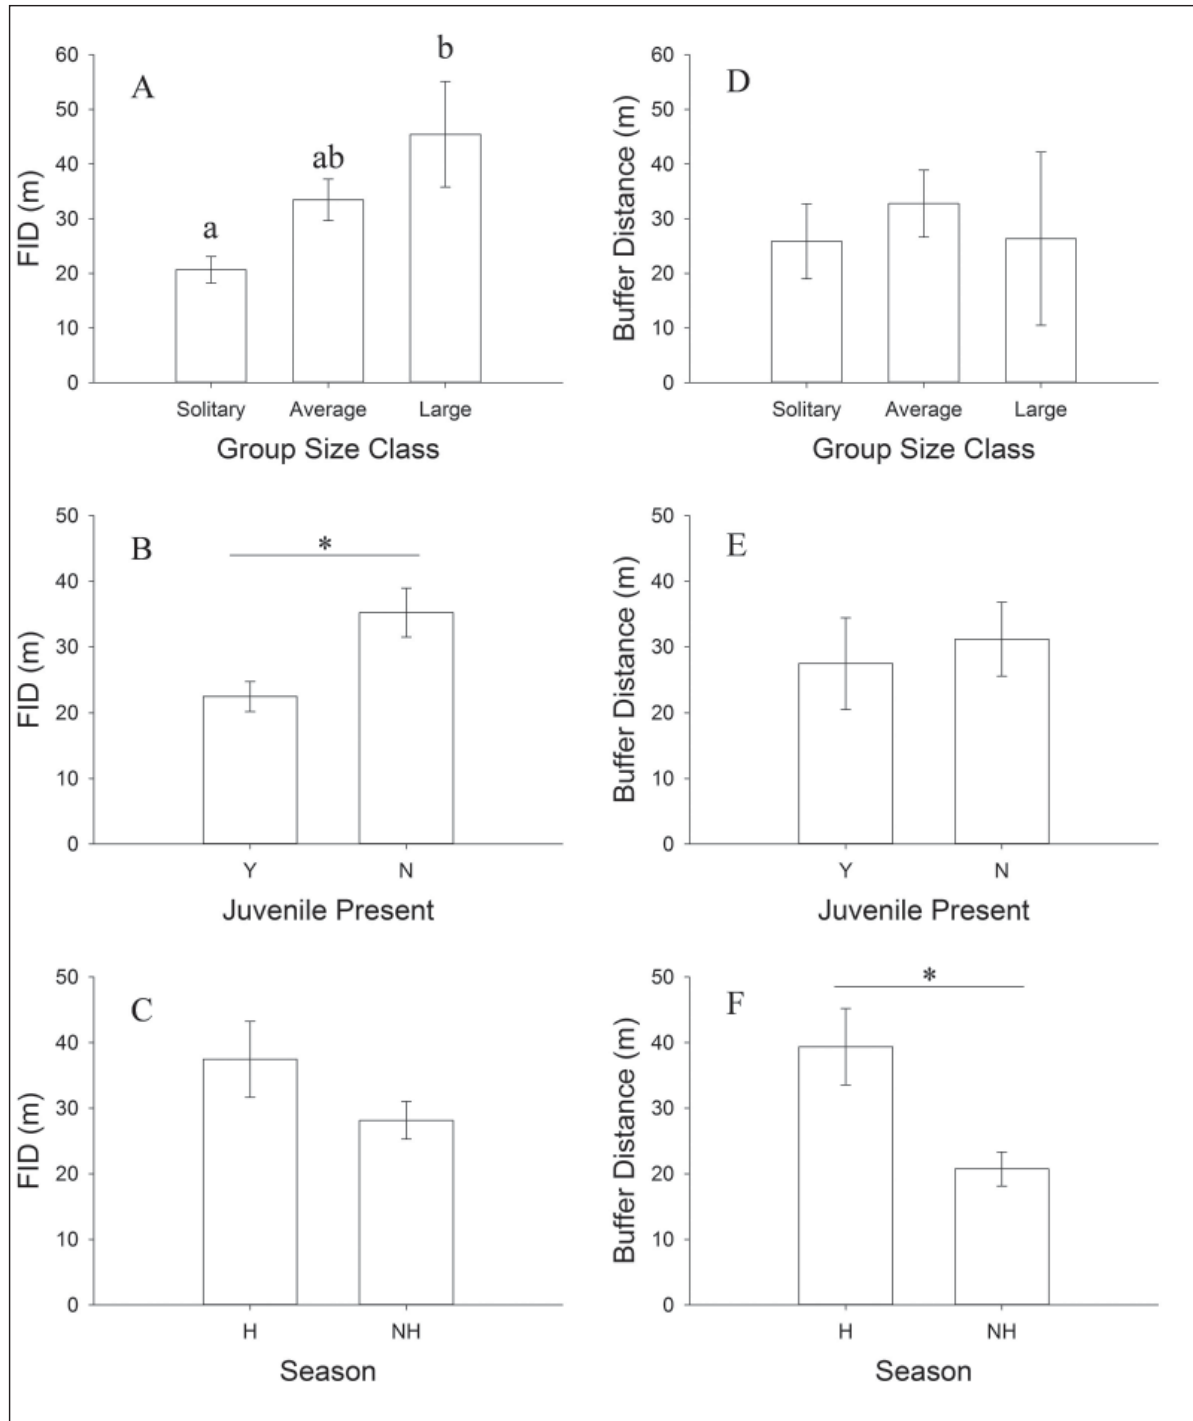 A
FID (m)
60
50
40
30
20
10
0
a
ab
b
Solitary Average Large
Group Size Class
D
Buffer Distance (m)
60
50
40
30
20
10
0
Solitary Average Large
Group Size Class
B
FID (m)
50
40
30
20
10
0
*
Y N
Juvenile Present
E
Buffer Distance (m)
50
40
30
20
10
0
Y N
Juvenile Present
C
FID (m)
50
40
30
20
10
0
H NH
Season
F
Buffer Distance (m)
50
40
30
20
10
0
*
H NH
Season